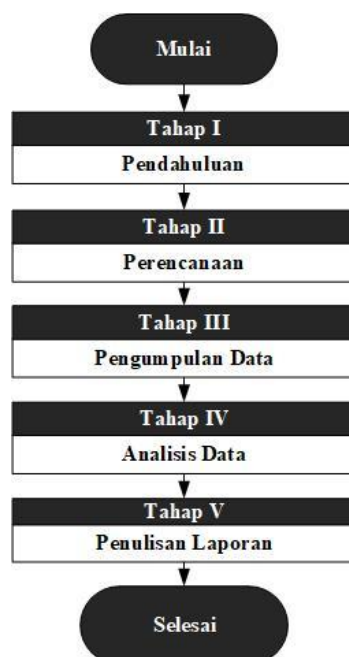 Mulai
Tahap I
Pendahuluan
Tahap II
Perencanaan
Tahap III
Pengumpulan Data
Tahap IV
Analisis Data
Tahap V
Penulisan Laporan
Selesai